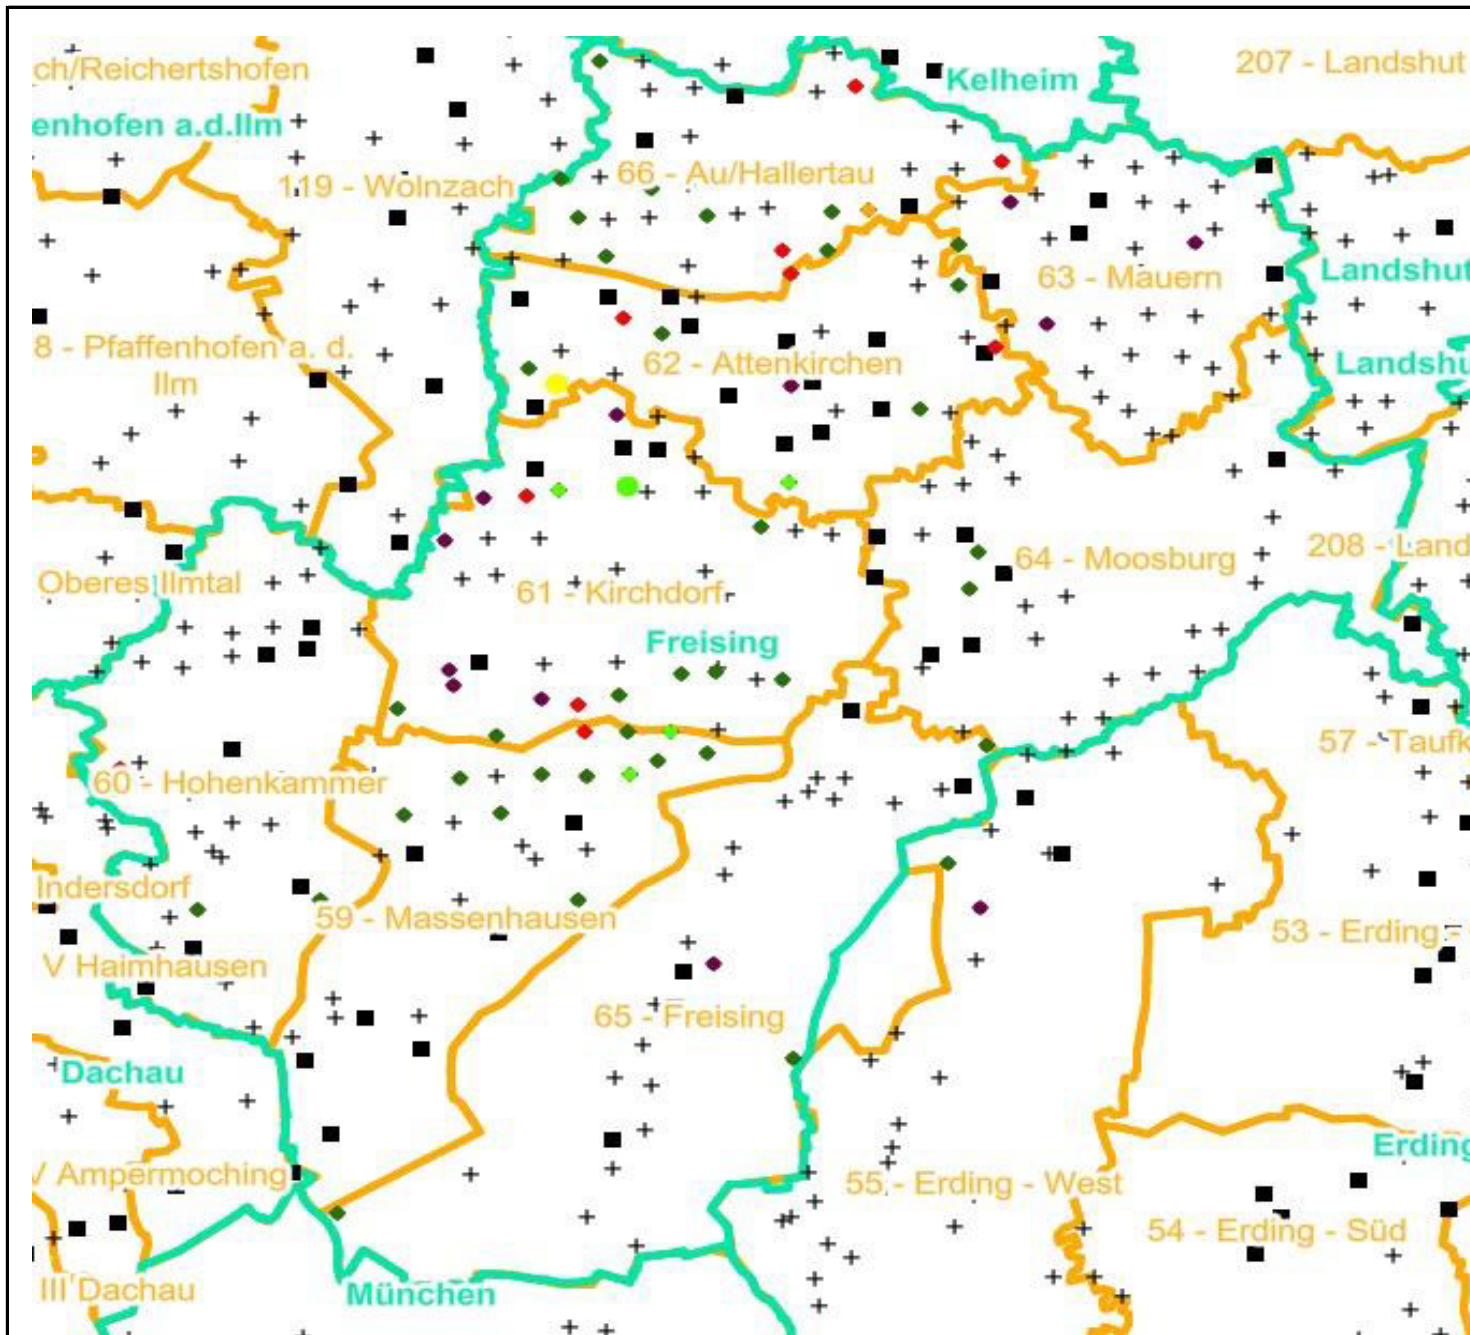 ch/Reichertshofen
207 - Landshut
Kelheim
enhofen a.d.Ilm
66 - Au/Hallertau
119 - Wolnzach
63 - Mauern
Landshut
8 - Pfaffenhofen a. d.
Ilm
62 - Attenkirchen
Landshu
208 - Land
64 - Moosburg
Oberes Ilmtal
61 - Kirchdorf
Freising
57 - Taufk
60 - Hohenkammer
Indersdorf
59 - Massenhausen
53 - Erding -
V Haimhausen
65 - Freising
Dachau
Erding
V Ampermoching
55 - Erding - West
54 - Erding - Süd
III Dachau
München